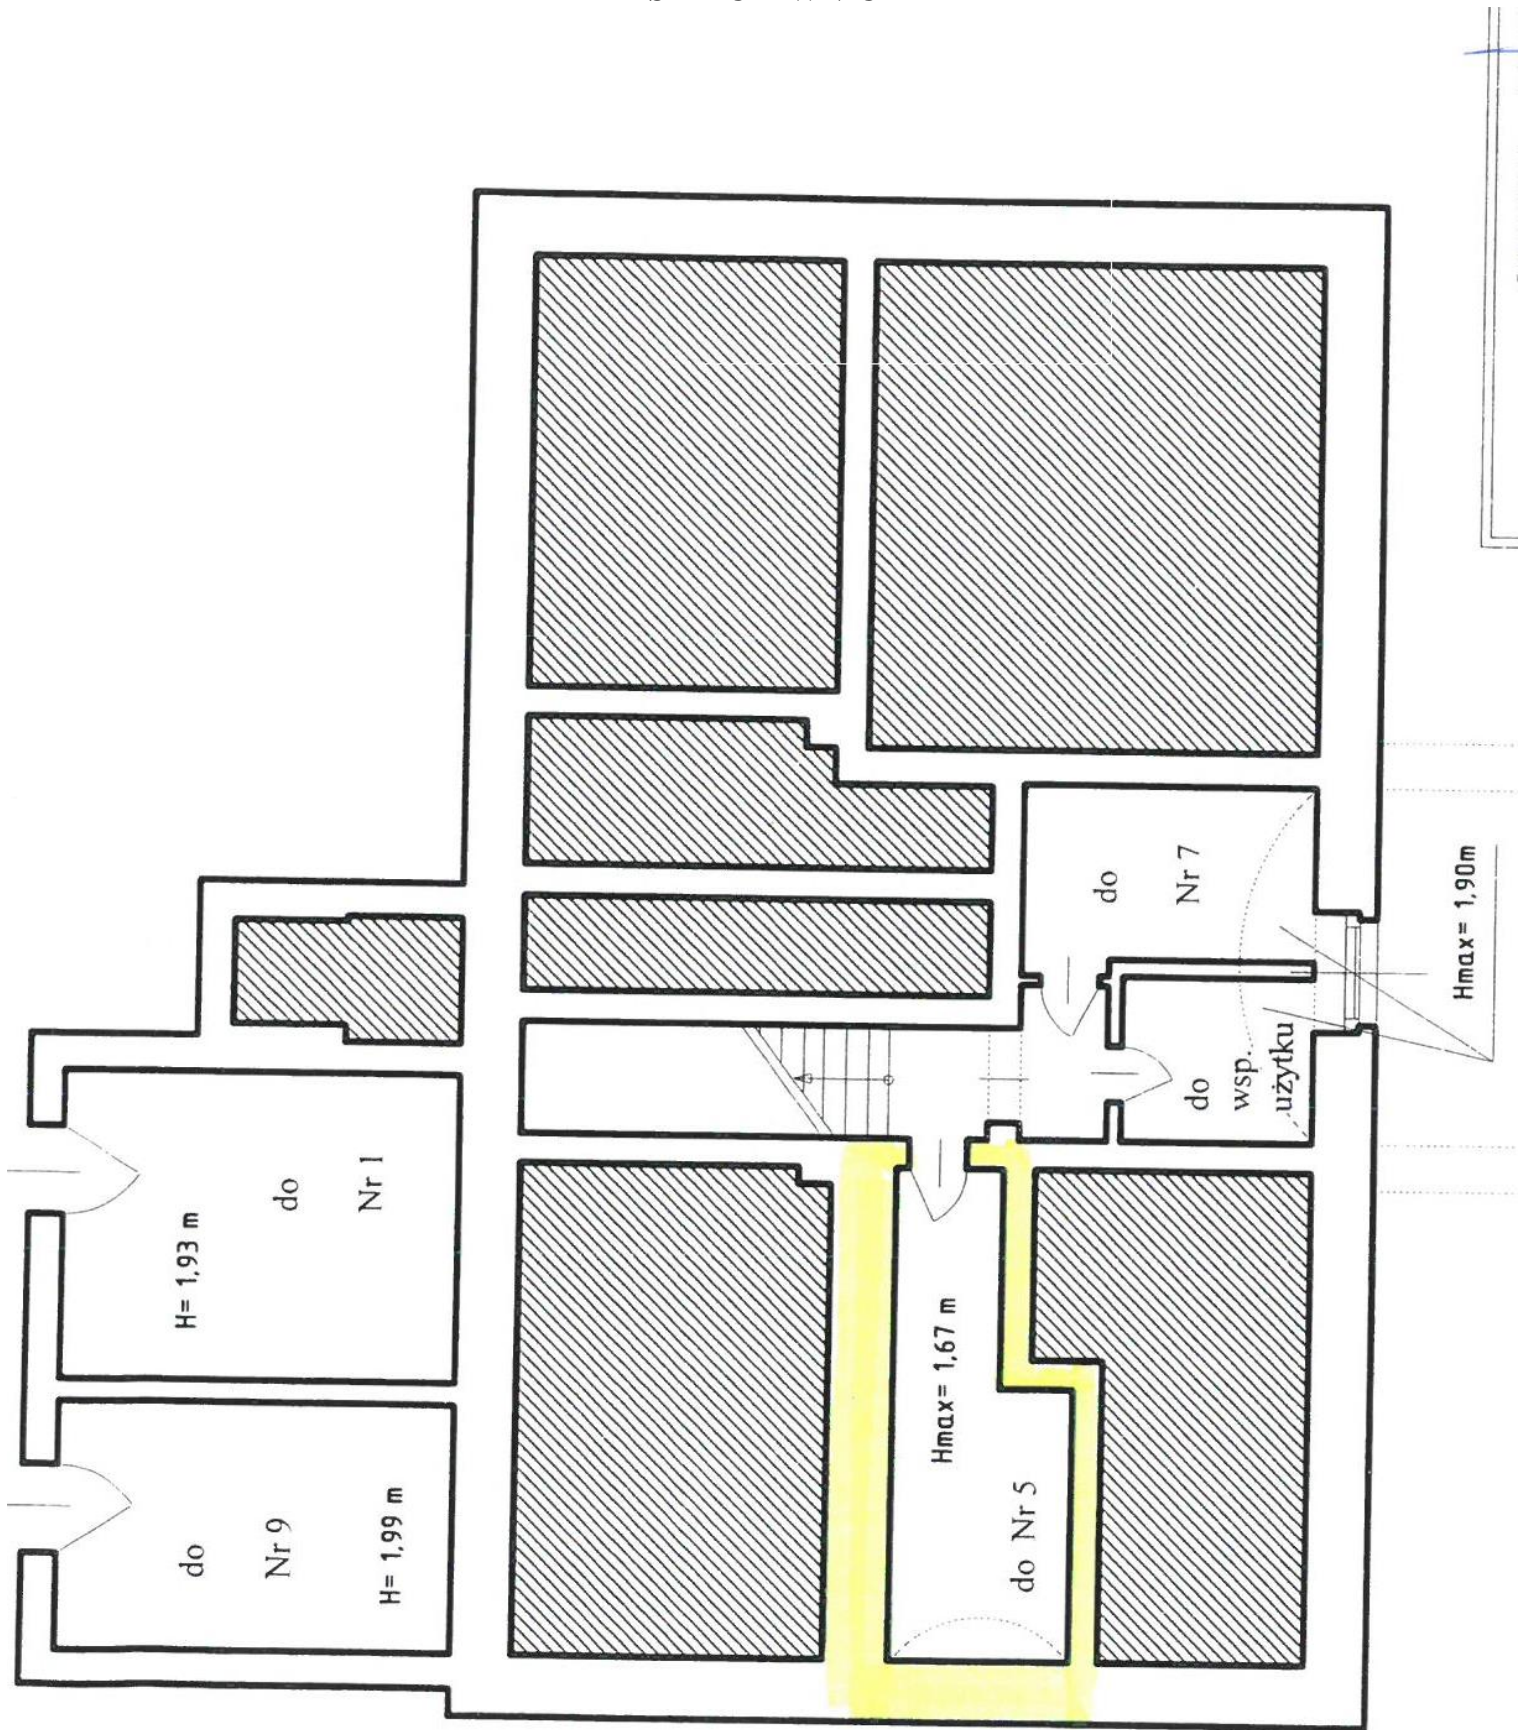 H= 1,93 m
do
Nr 1
do
Nr 9
H= 1,99 m
do
Nr 7
Hmax= 1,90m
do
wsp.
użytku
Hmax= 1,67 m
do Nr 5